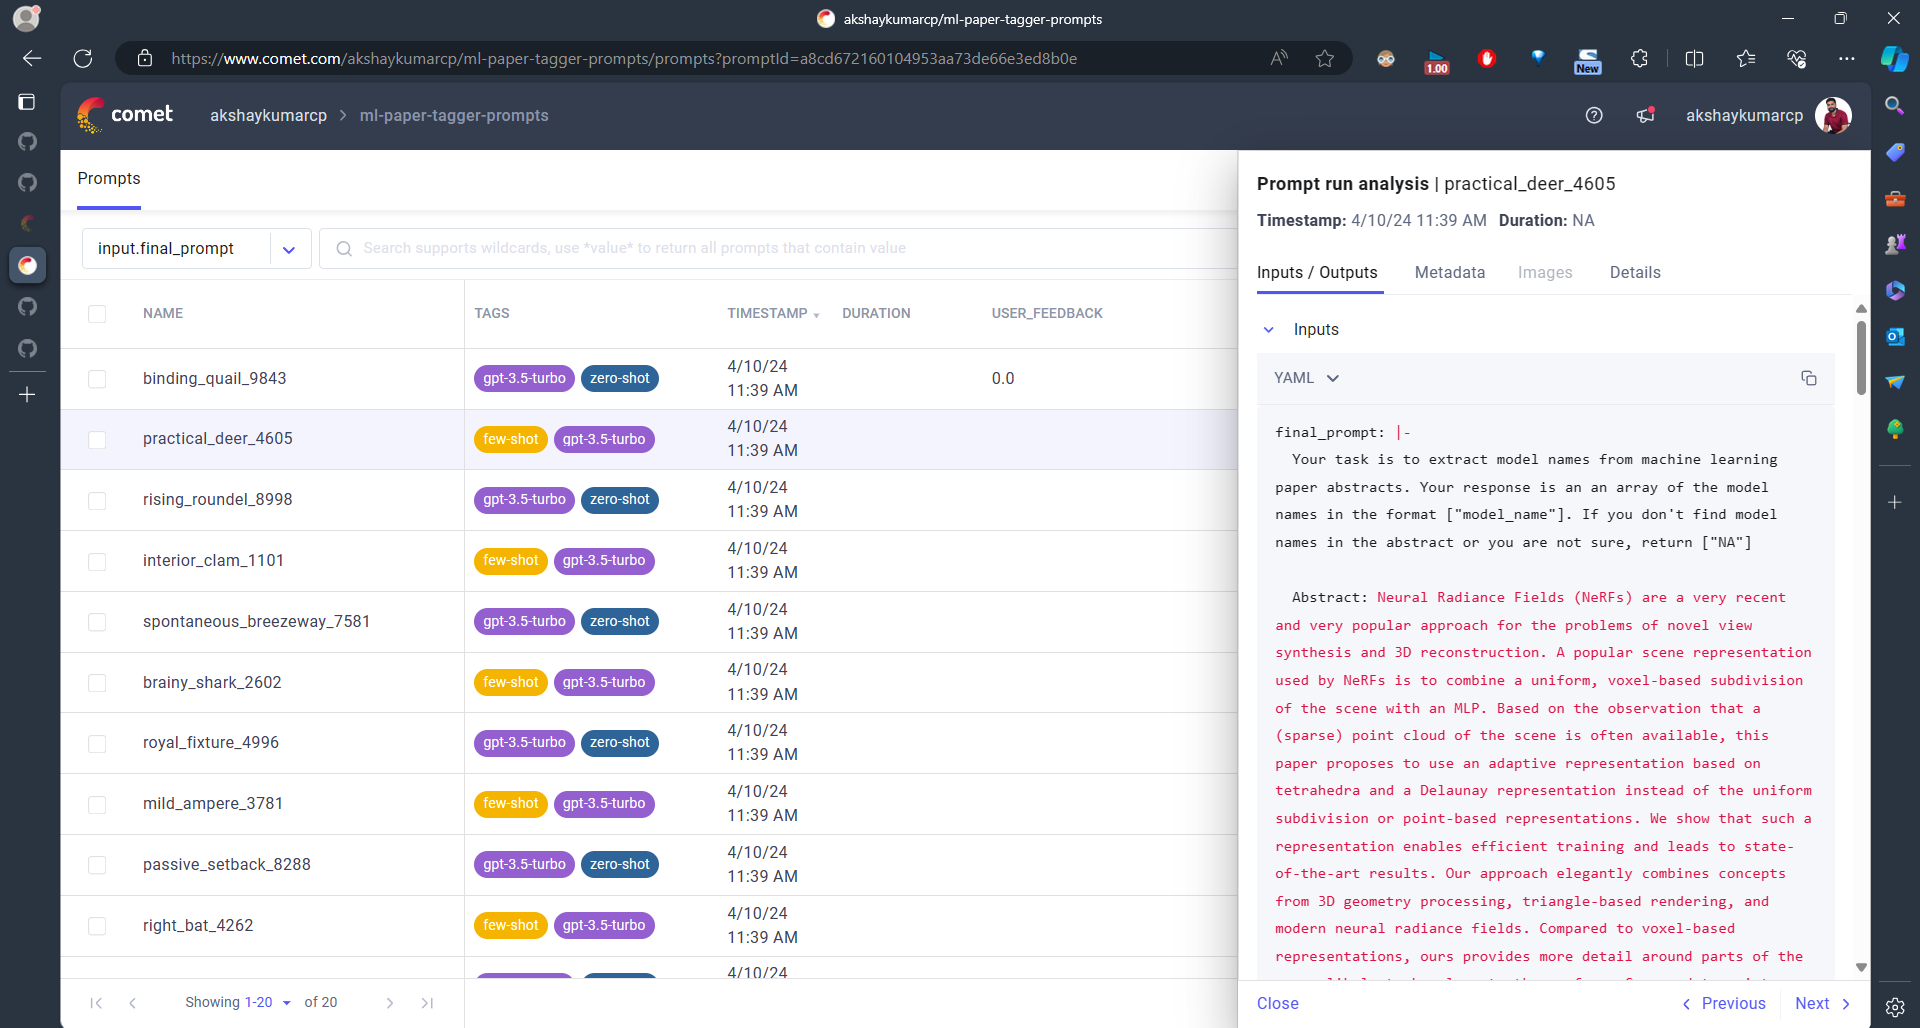 akshaykumarcp/ml-paper-tagger-prompts
https://www.comet.com/akshaykumarcp/ml-paper-tagger-prompts/prompts?promptId=a8cd672160104953aa73de66e3ed8b0e
1.00
New
comet
akshaykumarcp > ml-paper-tagger-prompts
akshaykumarcp
Prompts
input.final_prompt
Search supports wildcards, use *value* to return all prompts that contain value
NAME TAGS TIMESTAMP DURATION USER_FEEDBACK
binding_quail_9843 gpt-3.5-turbo zero-shot 4/10/24 11:39 AM 0.0
practical_deer_4605 few-shot gpt-3.5-turbo 4/10/24 11:39 AM
rising_roundel_8998 gpt-3.5-turbo zero-shot 4/10/24 11:39 AM
interior_clam_1101 few-shot gpt-3.5-turbo 4/10/24 11:39 AM
spontaneous_breezeway_7581 gpt-3.5-turbo zero-shot 4/10/24 11:39 AM
brainy_shark_2602 few-shot gpt-3.5-turbo 4/10/24 11:39 AM
royal_fixture_4996 gpt-3.5-turbo zero-shot 4/10/24 11:39 AM
mild_ampere_3781 few-shot gpt-3.5-turbo 4/10/24 11:39 AM
passive_setback_8288 gpt-3.5-turbo zero-shot 4/10/24 11:39 AM
right_bat_4262 few-shot gpt-3.5-turbo 4/10/24 11:39 AM
4/10/24
Showing 1-20 of 20
Prompt run analysis | practical_deer_4605
Timestamp: 4/10/24 11:39 AM Duration: NA
Inputs / Outputs Metadata Images Details
Inputs
YAML
final_prompt: |-
Your task is to extract model names from machine learning
paper abstracts. Your response is an an array of the model
names in the format ["model_name"]. If you don't find model
names in the abstract or you are not sure, return ["NA"]
Abstract: Neural Radiance Fields (NeRFs) are a very recent
and very popular approach for the problems of novel view
synthesis and 3D reconstruction. A popular scene representation
used by NeRFs is to combine a uniform, voxel-based subdivision
of the scene with an MLP. Based on the observation that a
(sparse) point cloud of the scene is often available, this
paper proposes to use an adaptive representation based on
tetrahedra and a Delaunay representation instead of the uniform
subdivision or point-based representations. We show that such a
representation enables efficient training and leads to state-
of-the-art results. Our approach elegantly combines concepts
from 3D geometry processing, triangle-based rendering, and
modern neural radiance fields. Compared to voxel-based
representations, ours provides more detail around parts of the
Close Previous Next